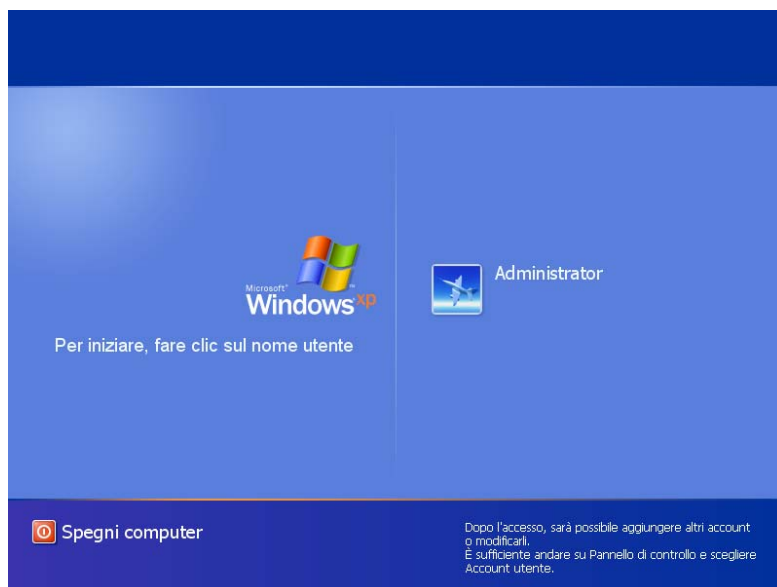 Microsoft®
Windows xp
Per iniziare, fare clic sul nome utente
Administrator
Spegni computer
Dopo l'accesso, sarà possibile aggiungere altri account
o modificarli.
È sufficiente andare su Pannello di controllo e scegliere
Account utente.